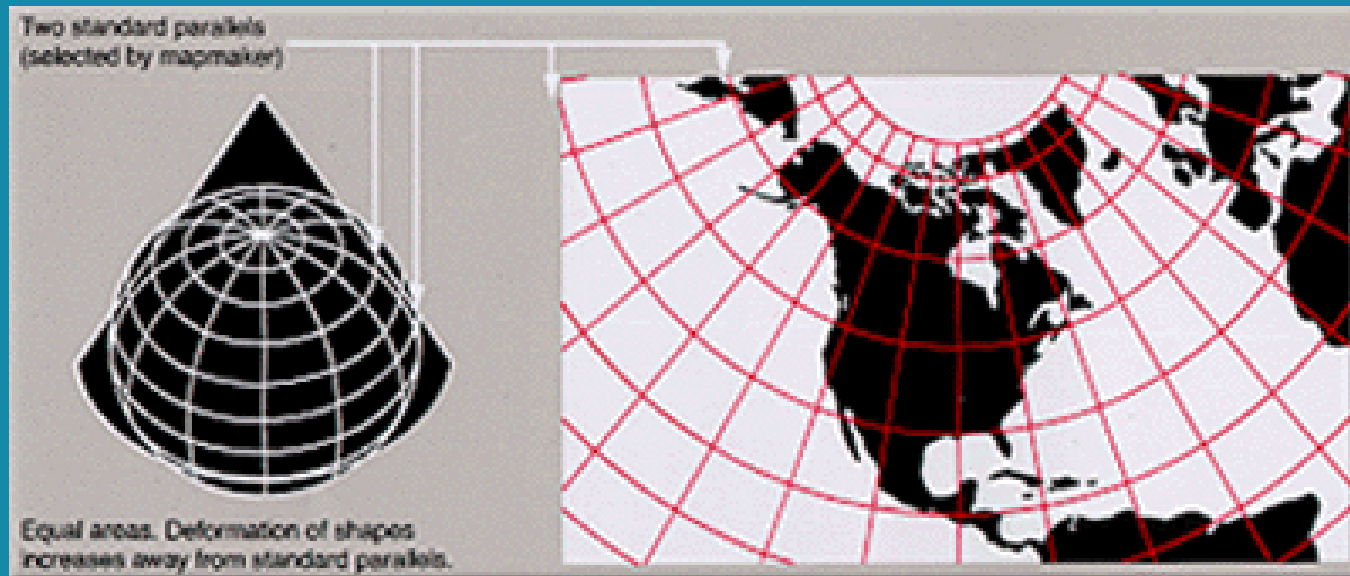 Two standard parallels
(selected by mapmaker)
Equal areas. Deformation of shapes
increases away from standard parallels.